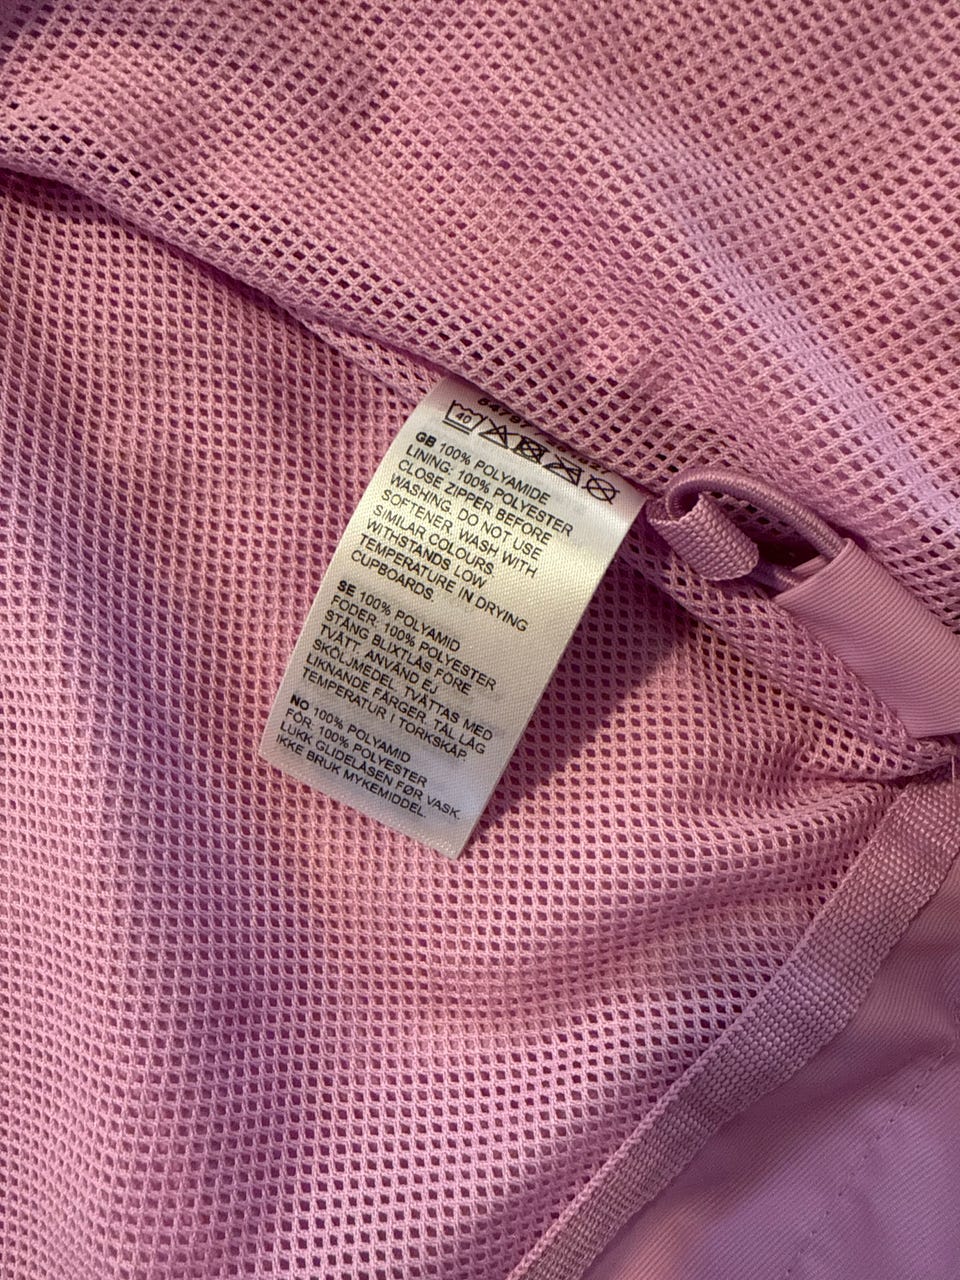 40
GB 100% POLYAMIDE
LINING: 100% POLYESTER
CLOSE ZIPPER BEFORE
WASHING. DO NOT USE
SOFTENER. WASH WITH
SIMILAR COLOURS.
WITHSTANDS LOW
TEMPERATURE IN DRYING
CUPBOARDS.
SE 100% POLYAMID
FODER: 100% POLYESTER
STÄNG BLIXTLÅS FÖRE
TVÄTT. ANVÄND EJ
SKÖLJMEDEL. TVÄTTAS MED
LIKNANDE FÄRGER. TÅL LÅG
TEMPERATUR I TORKSKÅP.
NO 100% POLYAMID
FÔR: 100% POLYESTER
LUKK GLIDELÅSEN FØR VASK.
IKKE BRUK MYKEMIDDEL.